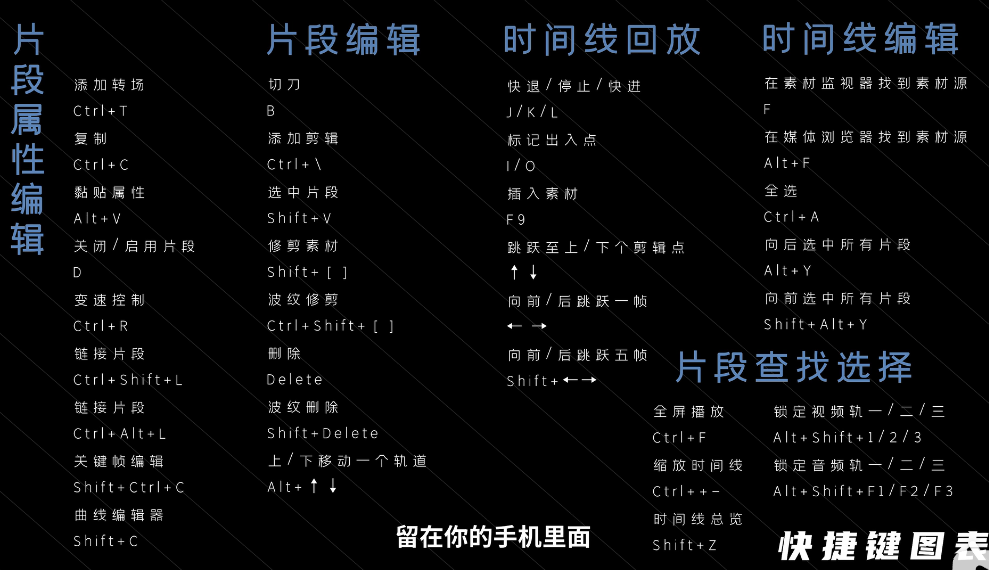 片段属性编辑
添加转场
Ctrl+T
复制
Ctrl+C
黏贴属性
Alt+V
关闭/启用片段
D
变速控制
Ctrl+R
链接片段
Ctrl+Shift+L
链接片段
Ctrl+Alt+L
关键帧编辑
Shift+Ctrl+C
曲线编辑器
Shift+C
片段编辑
切刀
B
添加剪辑
Ctrl+\
选中片段
Shift+V
修剪素材
Shift+[ ]
波纹修剪
Ctrl+Shift+[ ]
删除
Delete
波纹删除
Shift+Delete
上/下移动一个轨道
Alt+↑↓
时间线回放
快退/停止/快进
J/K/L
标记出入点
I/O
插入素材
F9
跳跃至上/下个剪辑点
↑↓
向前/后跳跃一帧
← →
向前/后跳跃五帧
Shift+←→
时间线编辑
在素材监视器找到素材源
F
在媒体浏览器找到素材源
Alt+F
全选
Ctrl+A
向后选中所有片段
Alt+Y
向前选中所有片段
Shift+Alt+Y
片段查找选择
全屏播放
Ctrl+F
缩放时间线
Ctrl++−
时间线总览
Shift+Z
锁定视频轨一/二/三
Alt+Shift+1/2/3
锁定音频轨一/二/三
Alt+Shift+F1/F2/F3
留在你的手机里面
快捷键图表